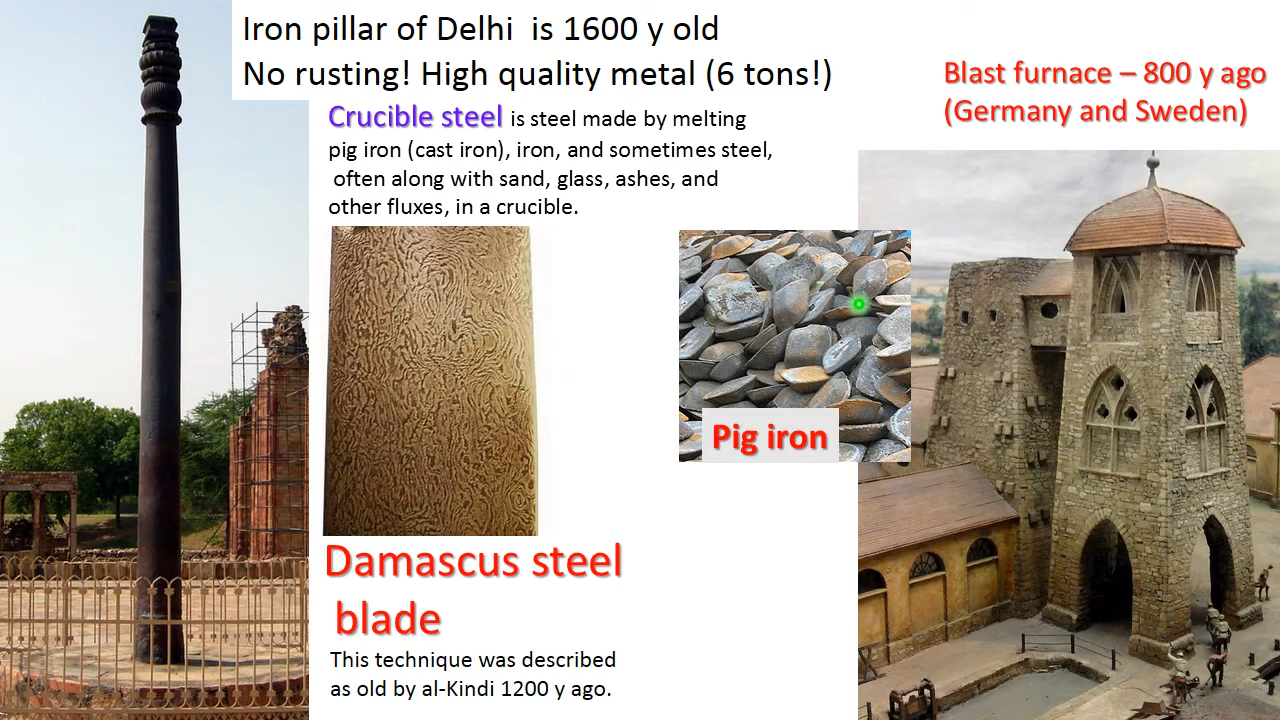 Iron pillar of Delhi is 1600 y old
No rusting! High quality metal (6 tons!)
Blast furnace – 800 y ago
(Germany and Sweden)
Crucible steel is steel made by melting
pig iron (cast iron), iron, and sometimes steel,
often along with sand, glass, ashes, and
other fluxes, in a crucible.
Pig iron
Damascus steel
blade
This technique was described
as old by al-Kindi 1200 y ago.